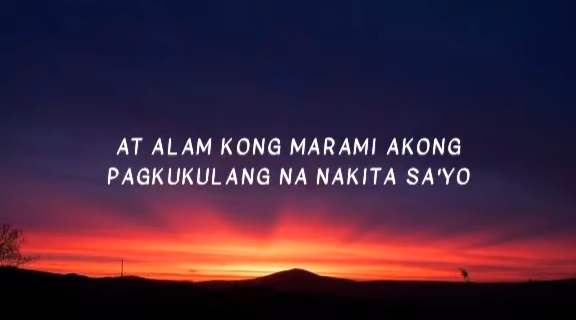 AT ALAM KONG MARAMI AKONG
PAGKUKULANG NA NAKITA SA'YO